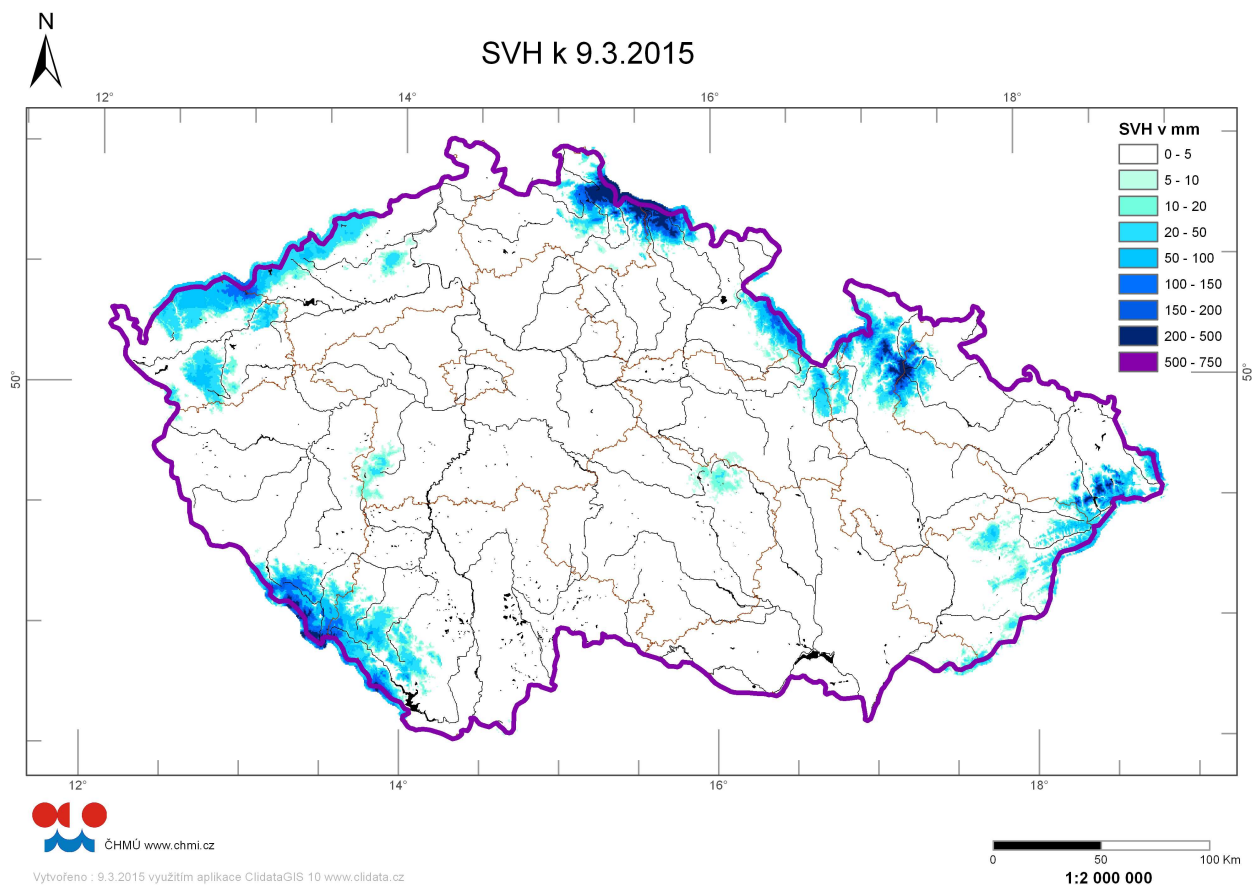 N
SVH k 9.3.2015
12° 14° 16° 18°
SVH v mm
0 - 5
5 - 10
10 - 20
20 - 50
50 - 100
100 - 150
150 - 200
200 - 500
500 - 750
50° 50°
12° 14° 16° 18°
ČHMÚ www.chmi.cz
0 50 100 Km
1:2 000 000
Vytvořeno : 9.3.2015 využitím aplikace ClidataGIS 10 www.clidata.cz